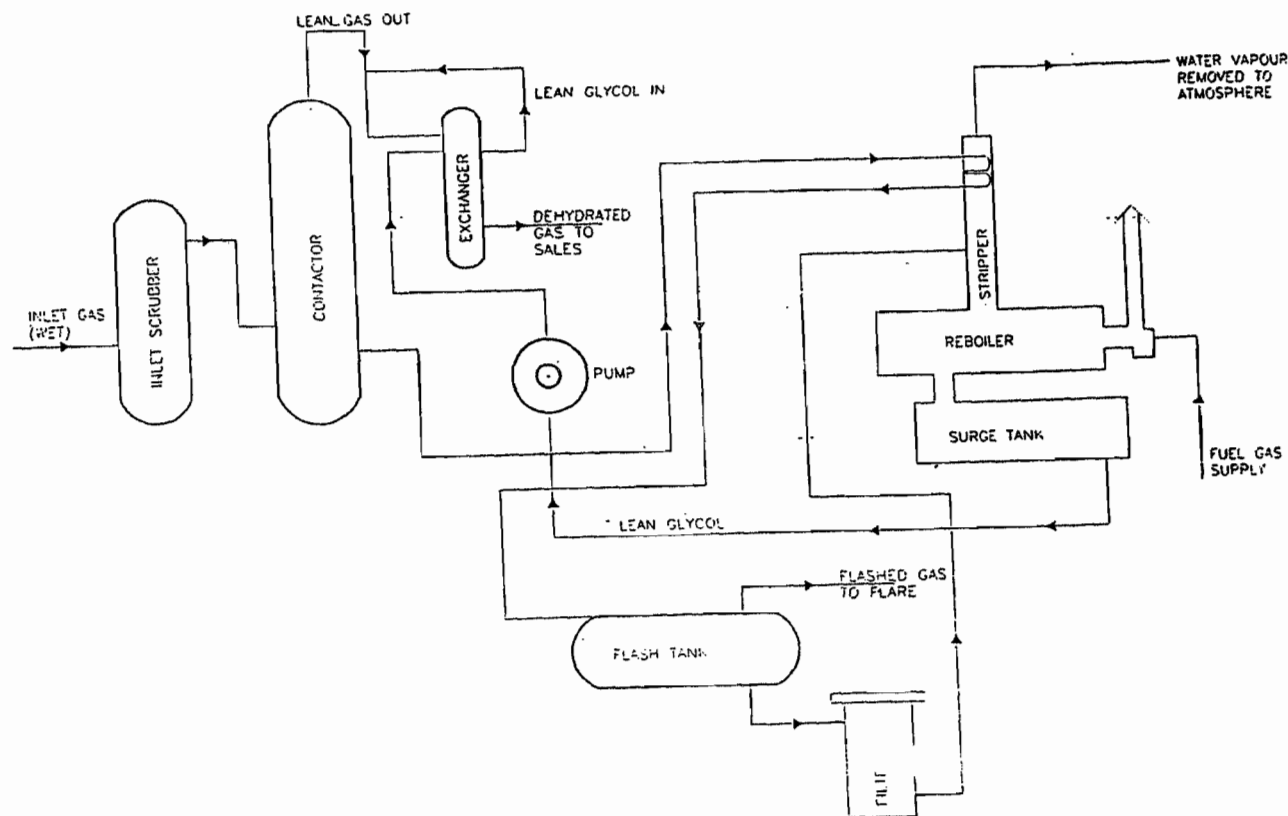 LEAN GAS OUT
LEAN GLYCOL IN
WATER VAPOUR
REMOVED TO
ATMOSPHERE
EXCHANGER
DEHYDRATED
GAS TO
SALES
INLET SCRUBBER
CONTACTOR
STRIPPER
INLET GAS
(WET)
PUMP
REBOILER
SURGE TANK
FUEL GAS
SUPPLY
LEAN GLYCOL
FLASHED GAS
TO FLARE
FLASH TANK